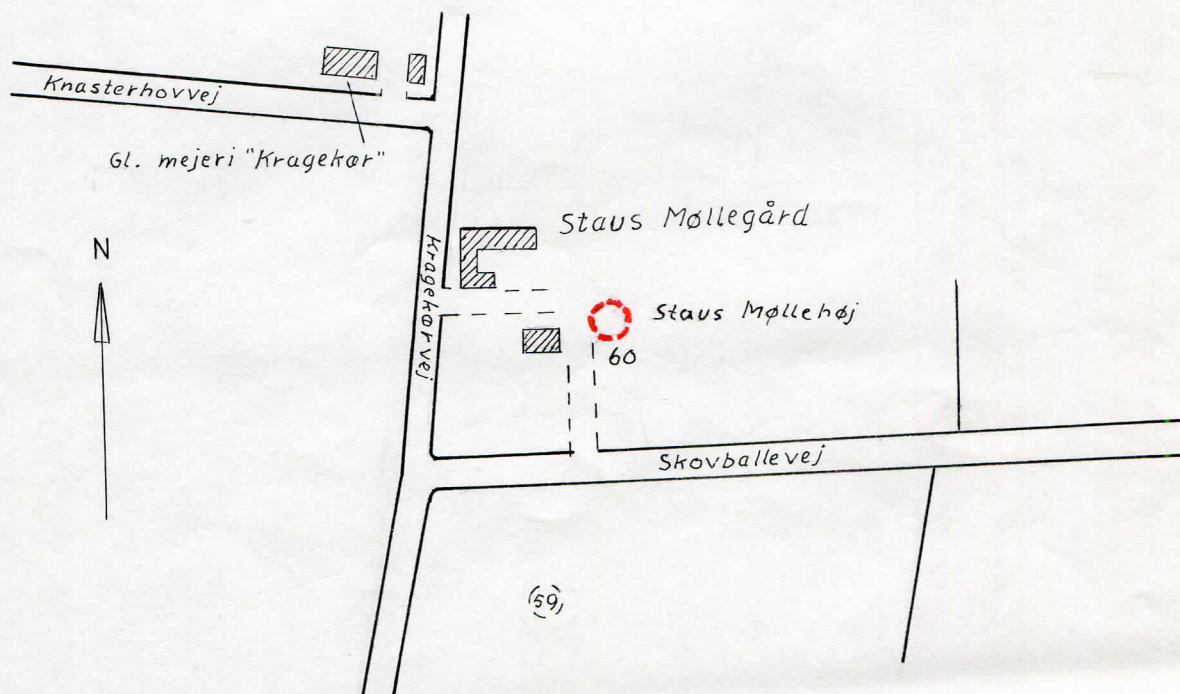 Knasterhovvej
Gl. mejeri "Kragekær"
Staus Møllegård
N
Kragekærvej
Staus Møllehøj
60
Skovballevej
(59)